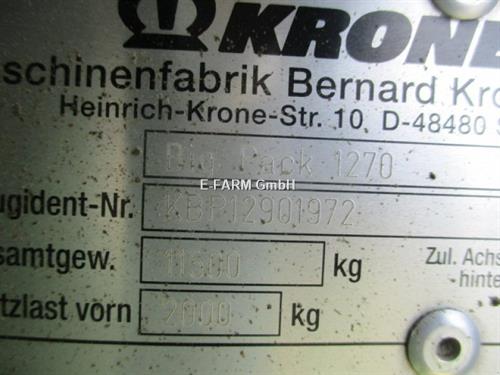 KRONE
schinenfabrik Bernard Kro
Heinrich-Krone-Str. 10, D-48480 S
Big Pack 1270
E-FARM GmbH
ugident-Nr. KBP12901972
samtgew. 11500 kg Zul. Achs
hinte
tzlast vorn 2000 kg